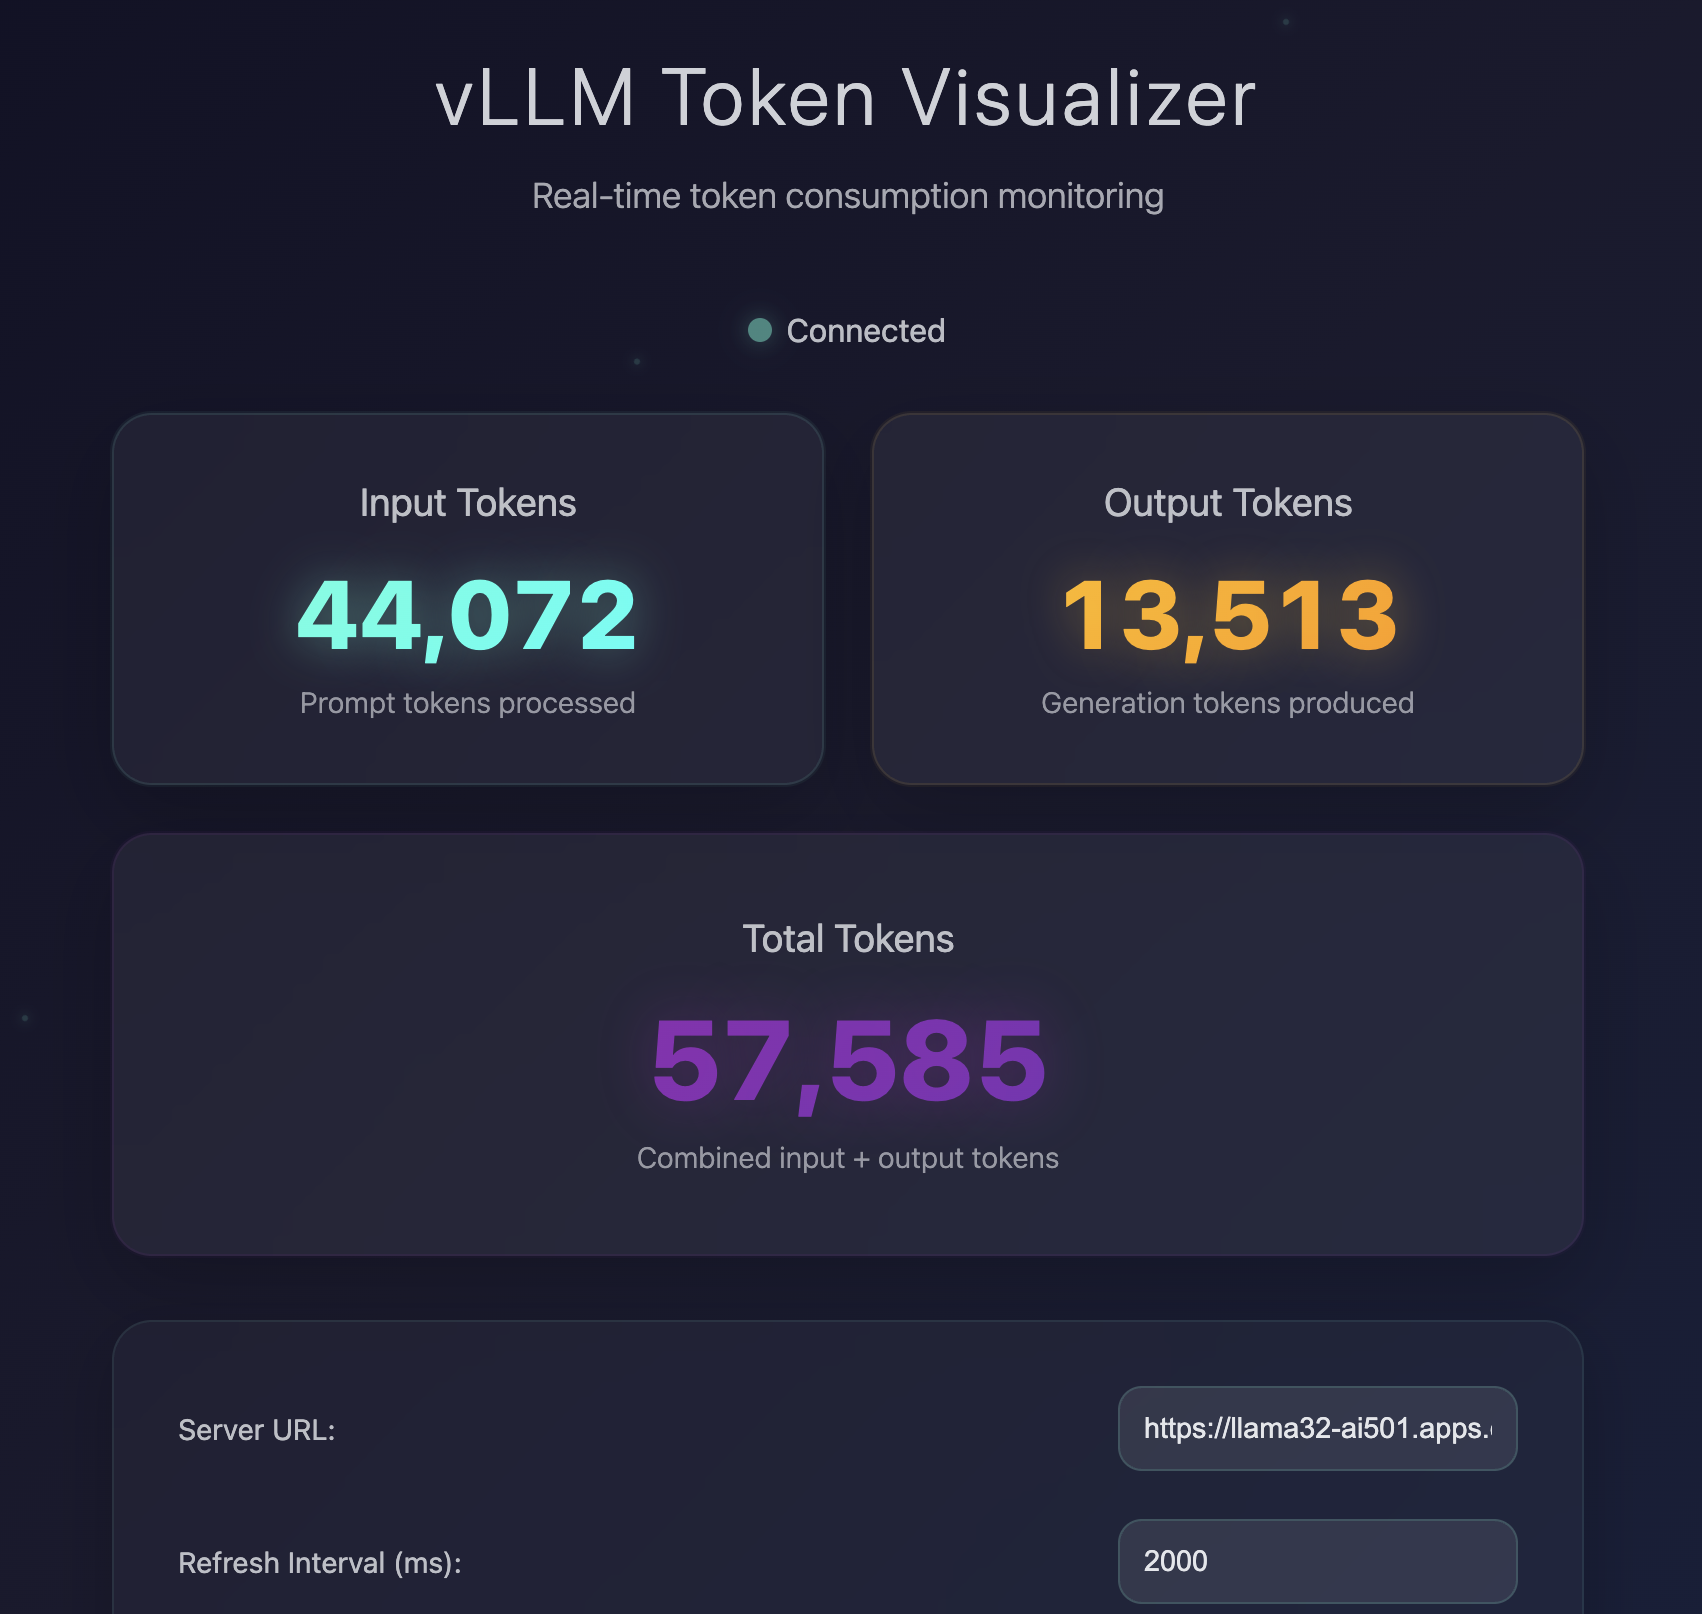 vLLM Token Visualizer
Real-time token consumption monitoring
Connected
Input Tokens
44,072
Prompt tokens processed
Output Tokens
13,513
Generation tokens produced
Total Tokens
57,585
Combined input + output tokens
Server URL:
https://llama32-ai501.apps.
Refresh Interval (ms):
2000